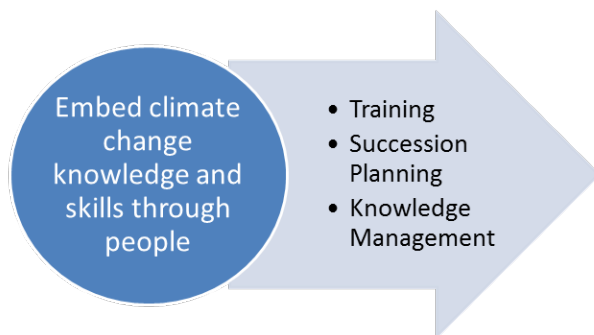 Embed climate
change
knowledge and
skills through
people
• Training
• Succession
Planning
• Knowledge
Management